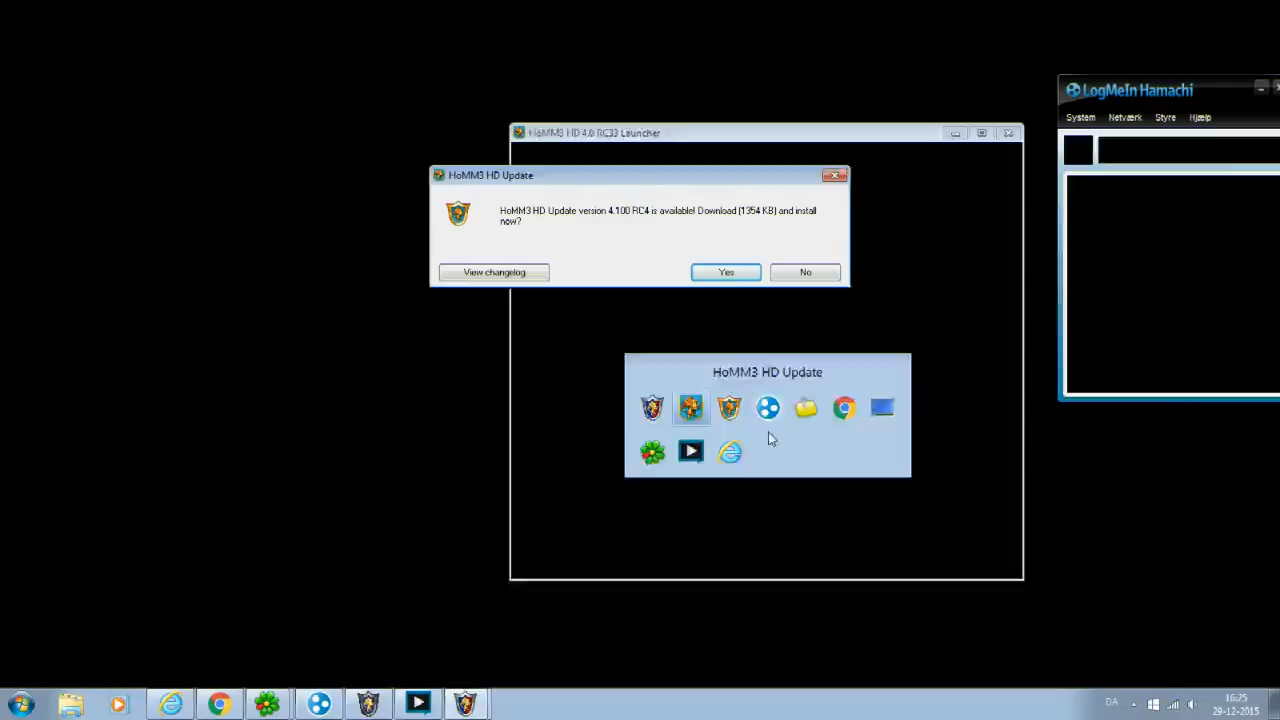 LogMeIn Hamachi
System Netværk Styre Hjælp
HoMM3 HD 4.0 RC33 Launcher
HoMM3 HD Update
HoMM3 HD Update version 4.100 RC4 is available! Download (1354 KB) and install
now?
View changelog Yes No
HoMM3 HD Update
DA
16:25
29-12-2015